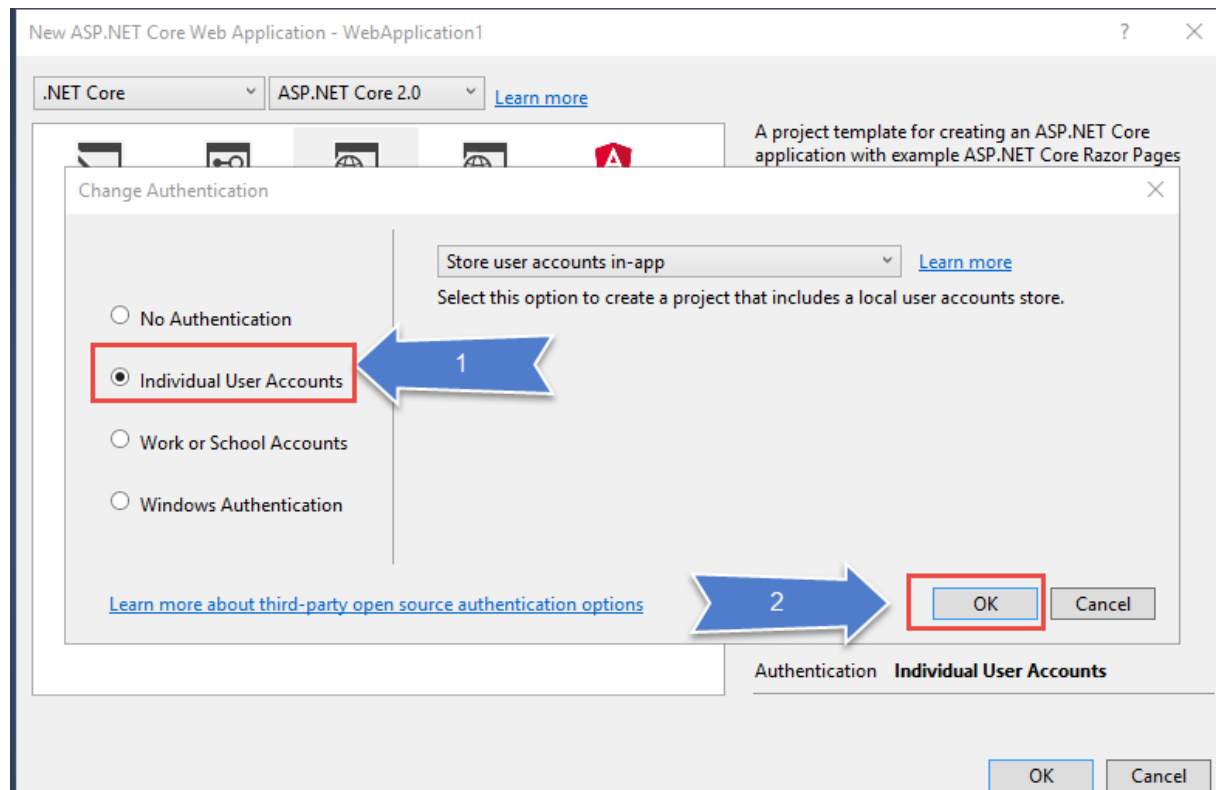 New ASP.NET Core Web Application - WebApplication1
?
.NET Core
ASP.NET Core 2.0
Learn more
A project template for creating an ASP.NET Core
application with example ASP.NET Core Razor Pages
Change Authentication
Store user accounts in-app
Learn more
Select this option to create a project that includes a local user accounts store.
No Authentication
1
Individual User Accounts
Work or School Accounts
Windows Authentication
Learn more about third-party open source authentication options
2
OK
Cancel
Authentication Individual User Accounts
OK
Cancel